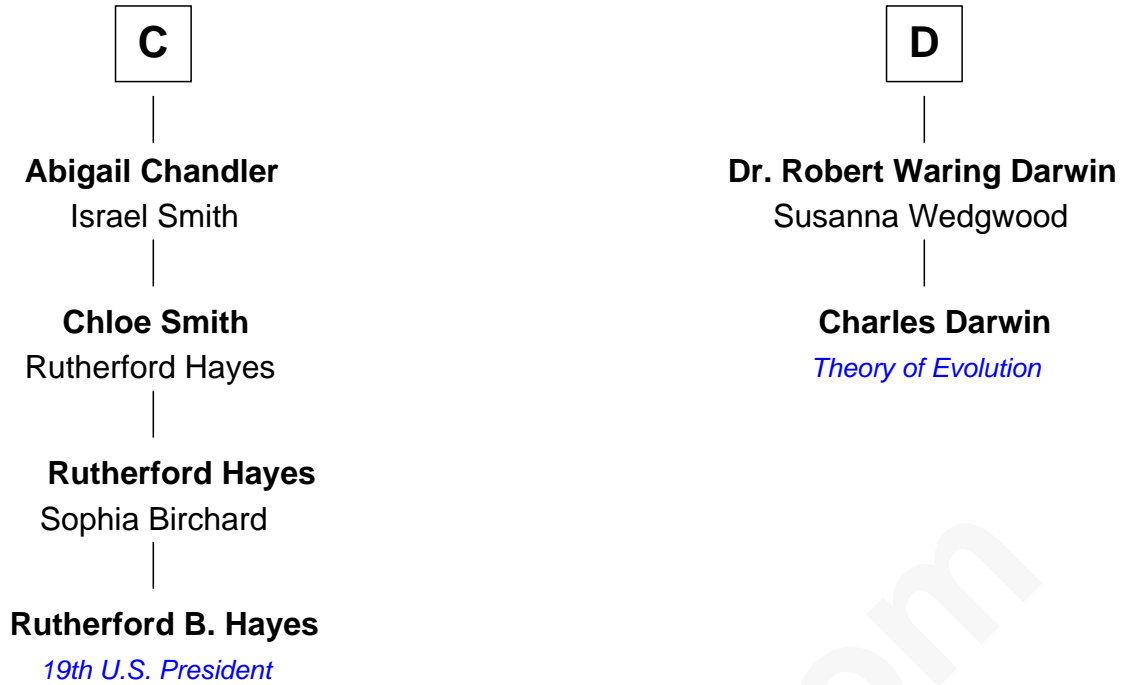 C
Abigail Chandler
Israel Smith
Chloe Smith
Rutherford Hayes
Rutherford Hayes
Sophia Birchard
Rutherford B. Hayes
19th U.S. President
D
Dr. Robert Waring Darwin
Susanna Wedgwood
Charles Darwin
Theory of Evolution
om